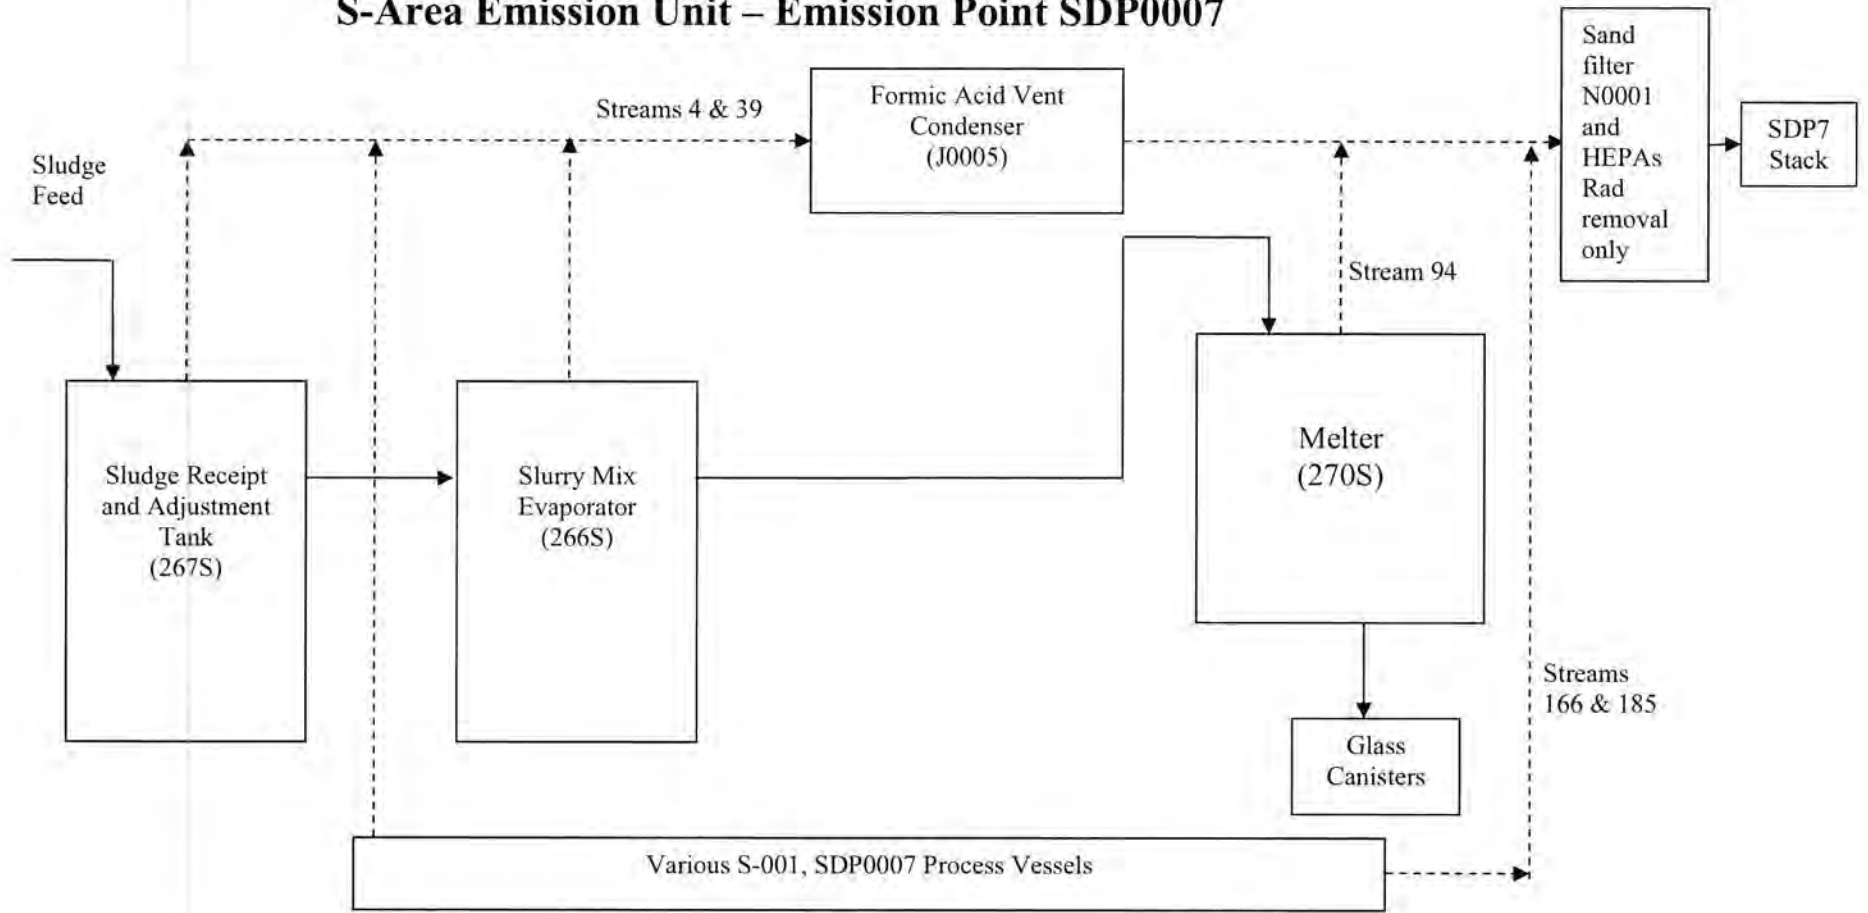 S-Area Emission Unit – Emission Point SDP0007
Sludge
Feed
Streams 4 & 39
Formic Acid Vent
Condenser
(J0005)
Sand
filter
N0001
and
HEPAs
Rad
removal
only
SDP7
Stack
Stream 94
Sludge Receipt
and Adjustment
Tank
(267S)
Slurry Mix
Evaporator
(266S)
Melter
(270S)
Streams
166 & 185
Glass
Canisters
Various S-001, SDP0007 Process Vessels